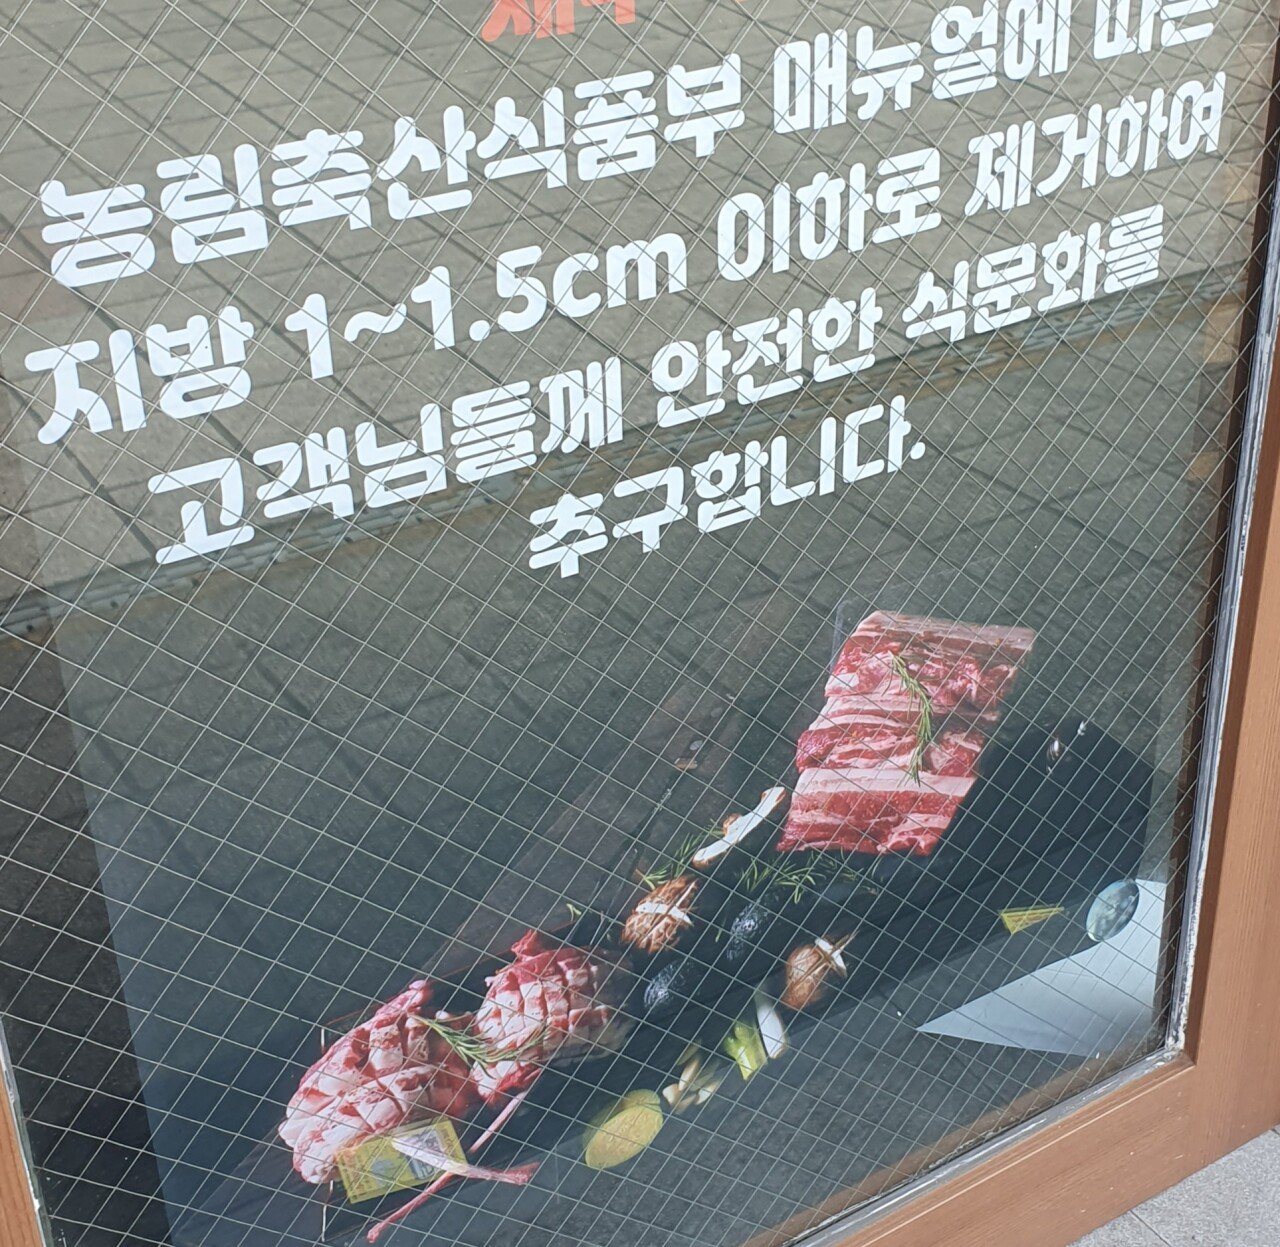 농림축산식품부 매뉴얼에 따른
지방 1~1.5cm 이하로 제거하여
고객님들께 안전한 식문화를
추구합니다.